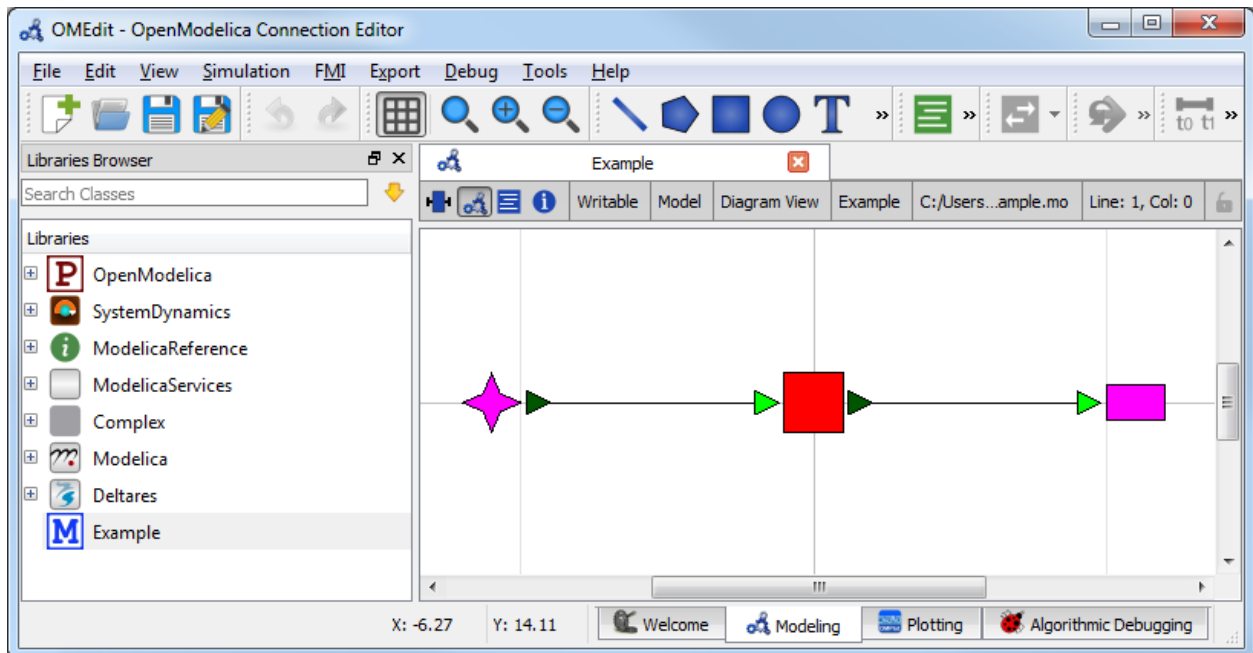 OMEdit - OpenModelica Connection Editor
File Edit View Simulation FMI Export Debug Tools Help
T » » » to t1 »
Libraries Browser
Example
Search Classes
Writable Model Diagram View Example C:/Users...ample.mo Line: 1, Col: 0
Libraries
P OpenModelica
SystemDynamics
i ModelicaReference
ModelicaServices
Complex
m Modelica
Deltares
M Example
X: -6.27 Y: 14.11 Welcome Modeling Plotting Algorithmic Debugging